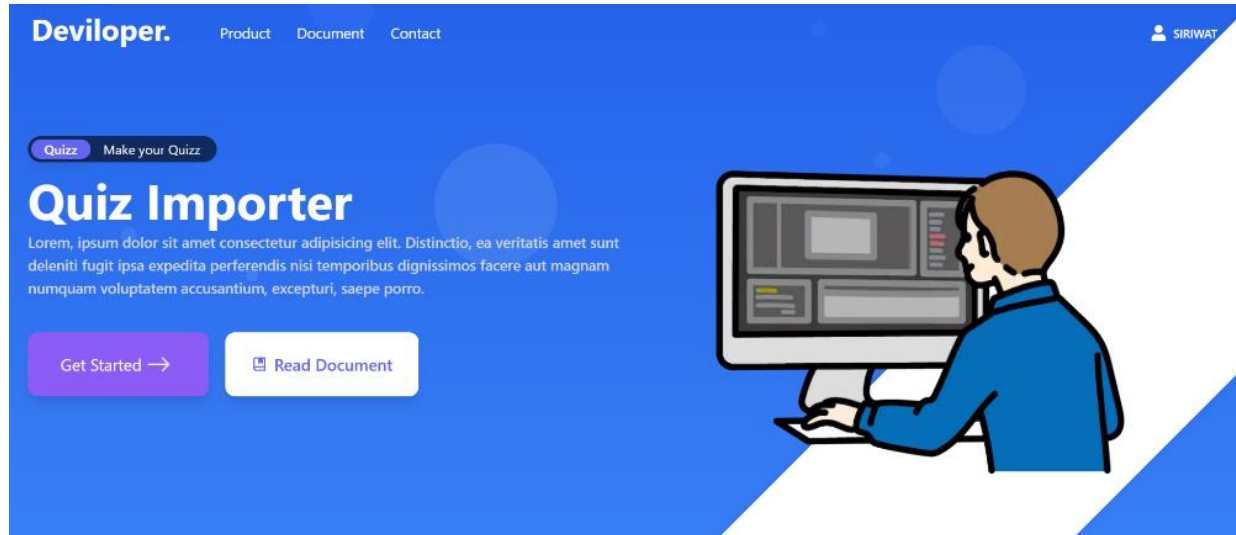 Deviloper.
Product Document Contact
SIRIWAT
Quizz Make your Quizz
Quiz Importer
Lorem, ipsum dolor sit amet consectetur adipisicing elit. Distinctio, ea veritatis amet sunt
deleniti fugit ipsa expedita perferendis nisi temporibus dignissimos facere aut magnam
numquam voluptatem accusantium, excepturi, saepe porro.
Get Started →
Read Document